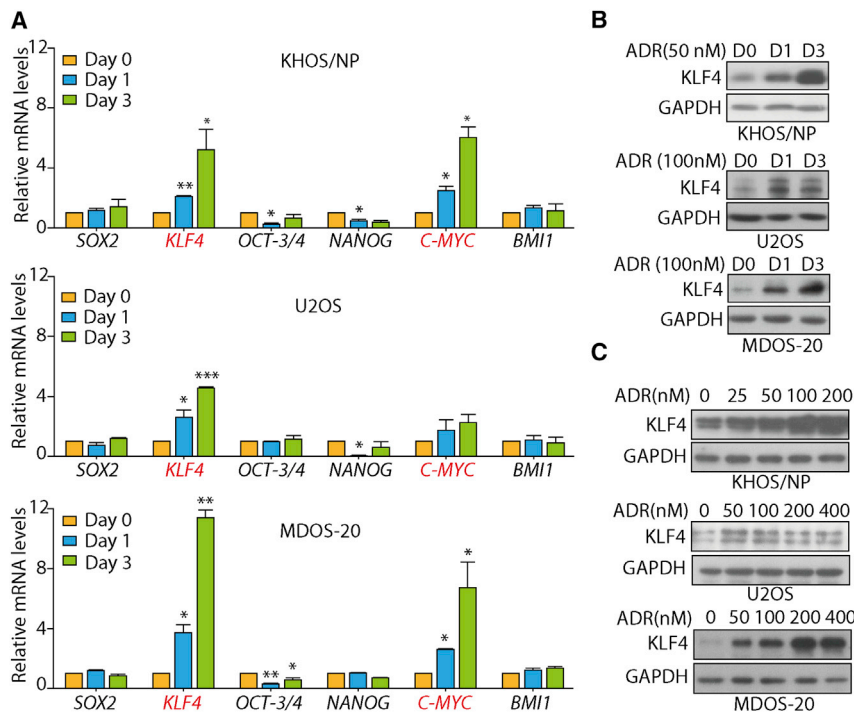 A
Relative mRNA levels
12
8
4
0
Day 0
Day 1
Day 3
KHOS/NP
** * * * * *
SOX2 KLF4 OCT-3/4 NANOG C-MYC BMI1
Relative mRNA levels
12
8
4
0
Day 0
Day 1
Day 3
U2OS
* *** *
SOX2 KLF4 OCT-3/4 NANOG C-MYC BMI1
Relative mRNA levels
12
8
4
0
Day 0
Day 1
Day 3
MDOS-20
* ** ** * * *
SOX2 KLF4 OCT-3/4 NANOG C-MYC BMI1
B
ADR(50 nM) D0 D1 D3
KLF4
GAPDH
KHOS/NP
ADR (100nM) D0 D1 D3
KLF4
GAPDH
U2OS
ADR (100nM) D0 D1 D3
KLF4
GAPDH
MDOS-20
C
ADR(nM) 0 25 50 100 200
KLF4
GAPDH
KHOS/NP
ADR(nM) 0 50 100 200 400
KLF4
GAPDH
U2OS
ADR(nM) 0 50 100 200 400
KLF4
GAPDH
MDOS-20